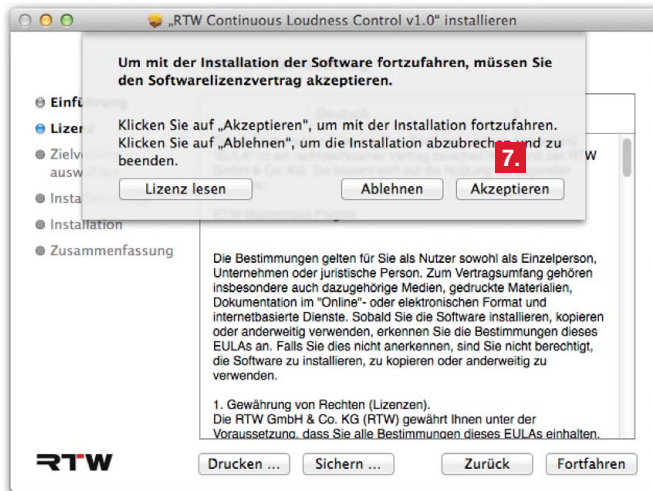 „RTW Continuous Loudness Control v1.0“ installieren
Um mit der Installation der Software fortzufahren, müssen Sie
den Softwarelizenzvertrag akzeptieren.
Klicken Sie auf „Akzeptieren“, um mit der Installation fortzufahren.
Klicken Sie auf „Ablehnen“, um die Installation abzubrechen und zu
beenden.
7.
Lizenz lesen
Ablehnen
Akzeptieren
Einführung
Lizenz
Installation
Zusammenfassung
Deutsch
W
Die Bestimmungen gelten für Sie als Nutzer sowohl als Einzelperson,
Unternehmen oder juristische Person. Zum Vertragsumfang gehören
insbesondere auch dazugehörige Medien, gedruckte Materialien,
Dokumentation im "Online"- oder elektronischen Format und
internetbasierte Dienste. Sobald Sie die Software installieren, kopieren
oder anderweitig verwenden, erkennen Sie die Bestimmungen dieses
EULAs an. Falls Sie dies nicht anerkennen, sind Sie nicht berechtigt,
die Software zu installieren, zu kopieren oder anderweitig zu
verwenden.
1. Gewährung von Rechten (Lizenzen).
Die RTW GmbH & Co. KG (RTW) gewährt Ihnen unter der
Voraussetzung, dass Sie alle Bestimmungen dieses EULAs einhalten,
RTW
Drucken ...
Sichern ...
Zurück
Fortfahren